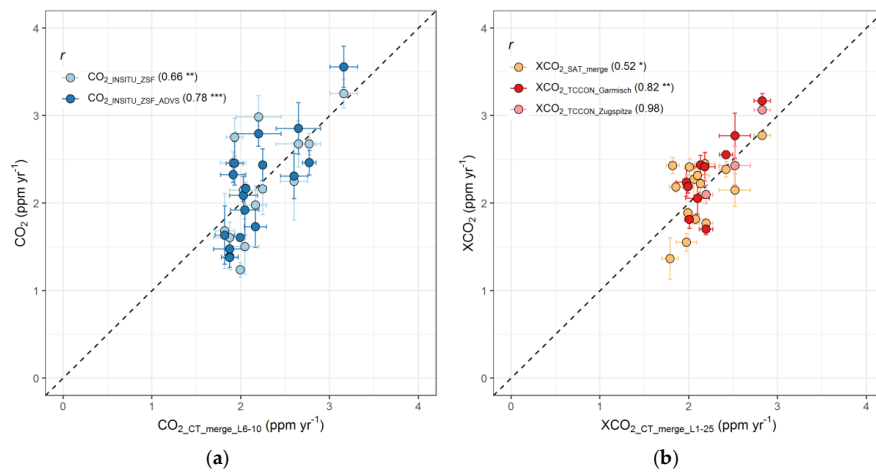 r
CO2_INSITU_ZSF (0.66 **)
CO2_INSITU_ZSF_ADVS (0.78 ***)
4
3
2
1
0
CO2 (ppm yr-1)
0 1 2 3 4
CO2_CT_merge_L6-10 (ppm yr-1)
(a)
r
XCO2_SAT_merge (0.52 *)
XCO2_TCCON_Garmisch (0.82 **)
XCO2_TCCON_Zugspitze (0.98)
4
3
2
1
0
XCO2 (ppm yr-1)
0 1 2 3 4
XCO2_CT_merge_L1-25 (ppm yr-1)
(b)